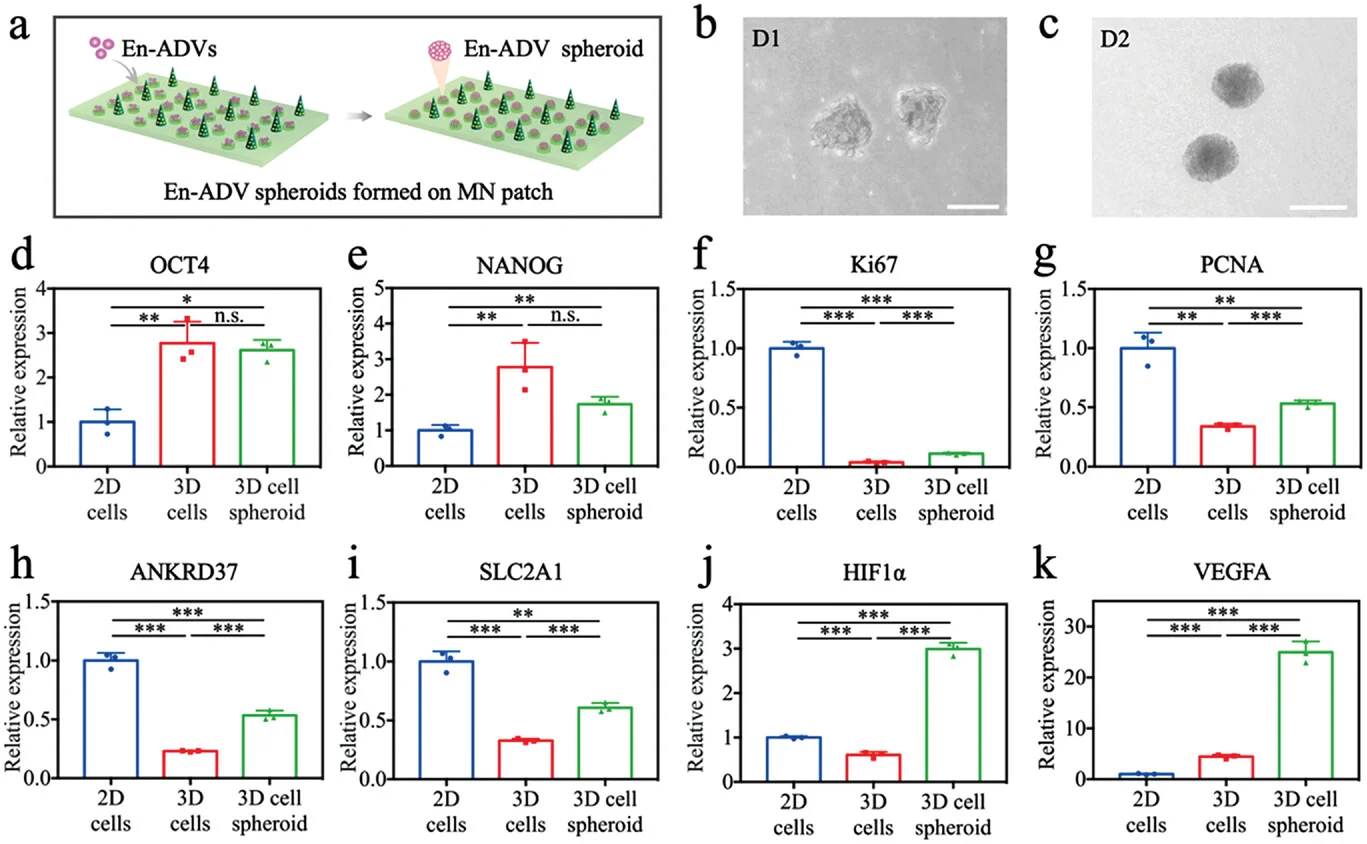 a
En-ADVs
En-ADV spheroid
En-ADV spheroids formed on MN patch
b
D1
c
D2
d
OCT4
Relative expression
4
3
2
1
0
*
**
n.s.
2D cells
3D cells
3D cell spheroid
e
NANOG
Relative expression
5
4
3
2
1
0
**
**
n.s.
2D cells
3D cells
3D cell spheroid
f
Ki67
Relative expression
1.5
1.0
0.5
0.0
***
***
***
2D cells
3D cells
3D cell spheroid
g
PCNA
Relative expression
1.5
1.0
0.5
0.0
**
**
***
2D cells
3D cells
3D cell spheroid
h
ANKRD37
Relative expression
1.5
1.0
0.5
0.0
***
***
***
2D cells
3D cells
3D cell spheroid
i
SLC2A1
Relative expression
1.5
1.0
0.5
0.0
**
***
***
2D cells
3D cells
3D cell spheroid
j
HIF1α
Relative expression
4
3
2
1
0
***
***
***
2D cells
3D cells
3D cell spheroid
k
VEGFA
Relative expression
30
20
10
0
***
***
***
2D cells
3D cells
3D cell spheroid